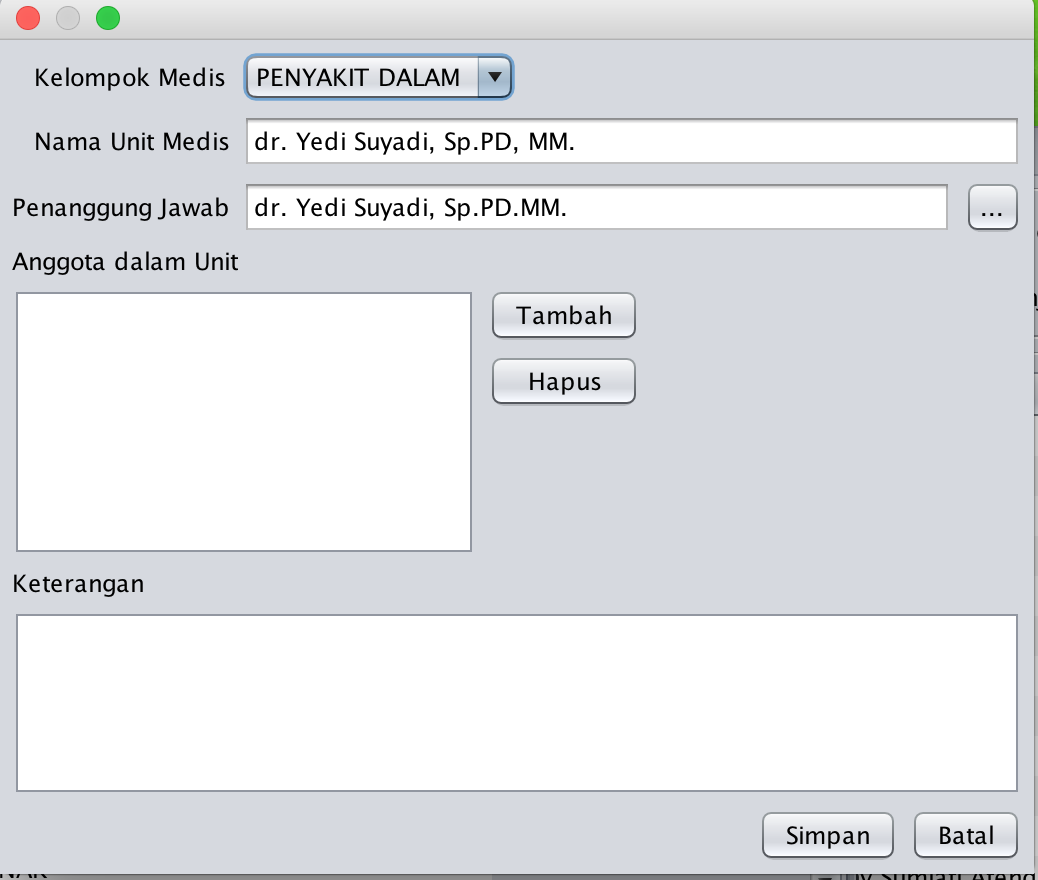 Kelompok Medis PENYAKIT DALAM
Nama Unit Medis dr. Yedi Suyadi, Sp.PD, MM.
Penanggung Jawab dr. Yedi Suyadi, Sp.PD.MM. ...
Anggota dalam Unit
Tambah
Hapus
Keterangan
Simpan Batal